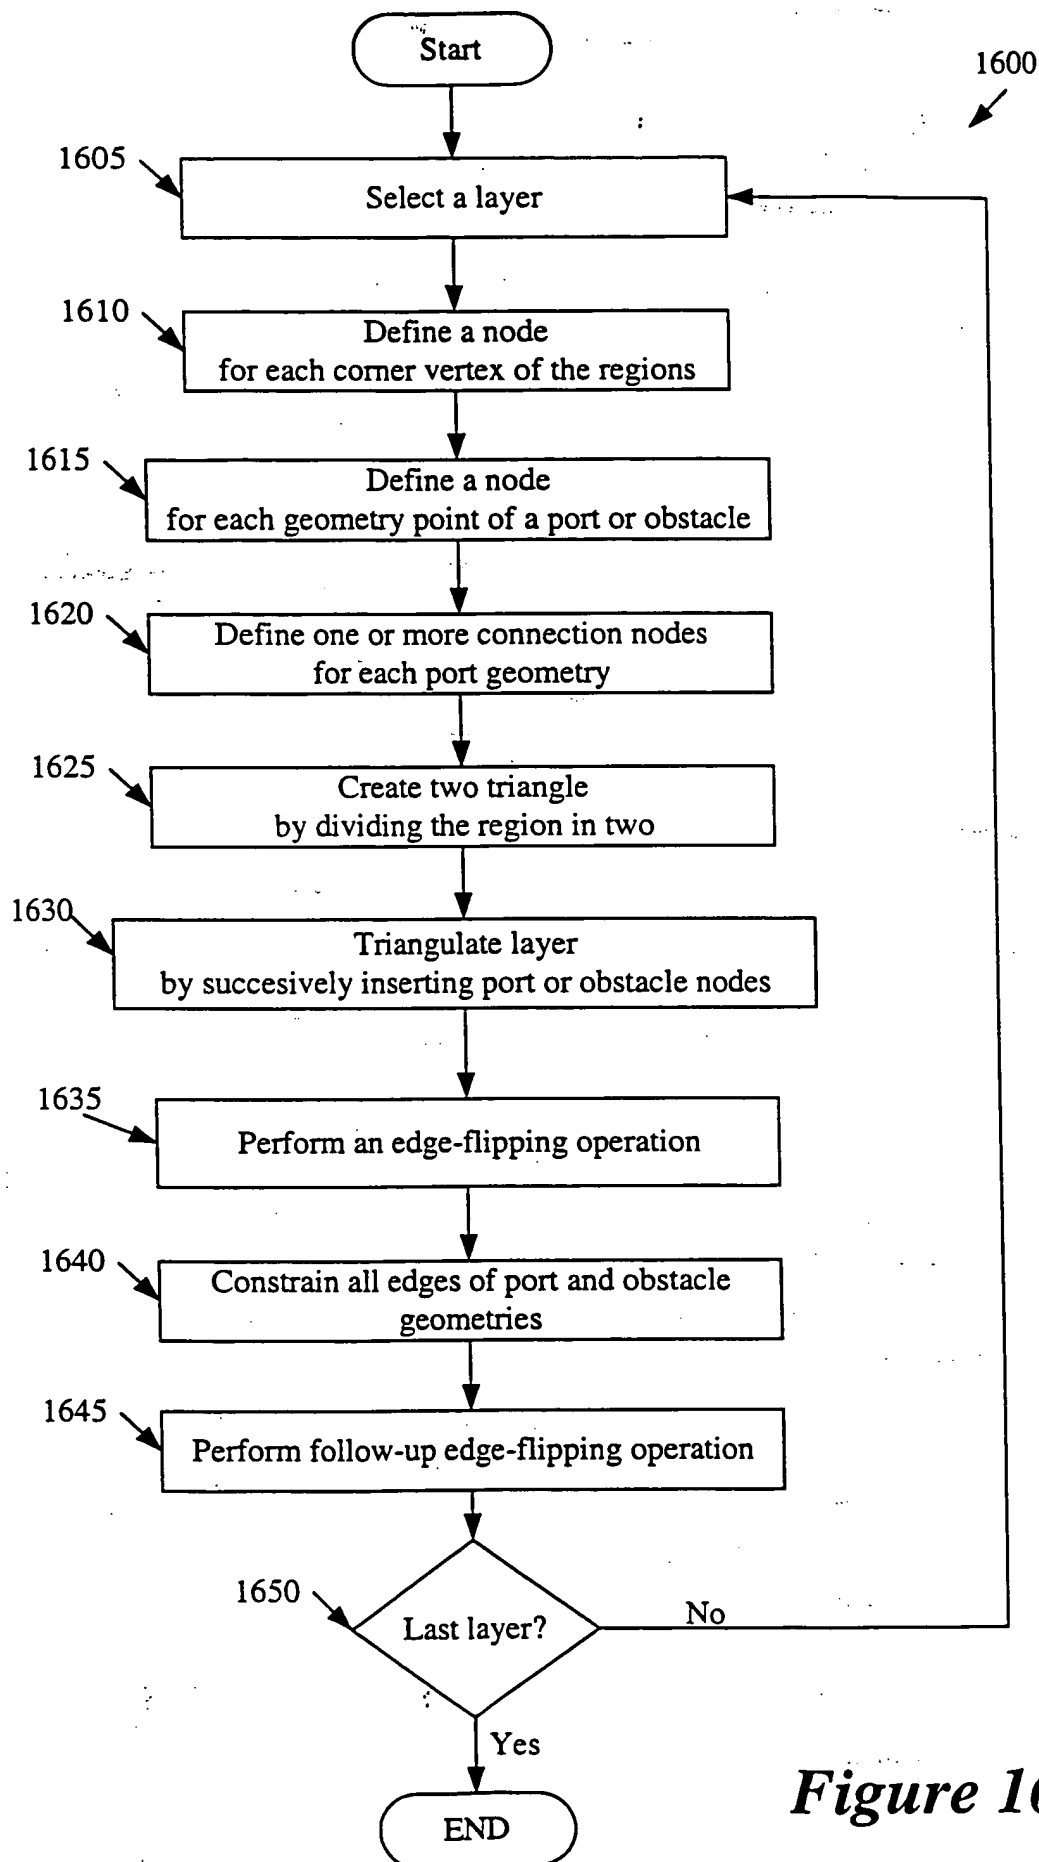 Start
1600
1605
Select a layer
1610
Define a node
for each corner vertex of the regions
1615
Define a node
for each geometry point of a port or obstacle
1620
Define one or more connection nodes
for each port geometry
1625
Create two triangle
by dividing the region in two
1630
Triangulate layer
by succesively inserting port or obstacle nodes
1635
Perform an edge-flipping operation
1640
Constrain all edges of port and obstacle
geometries
1645
Perform follow-up edge-flipping operation
1650
Last layer?
No
Yes
END
Figure 16